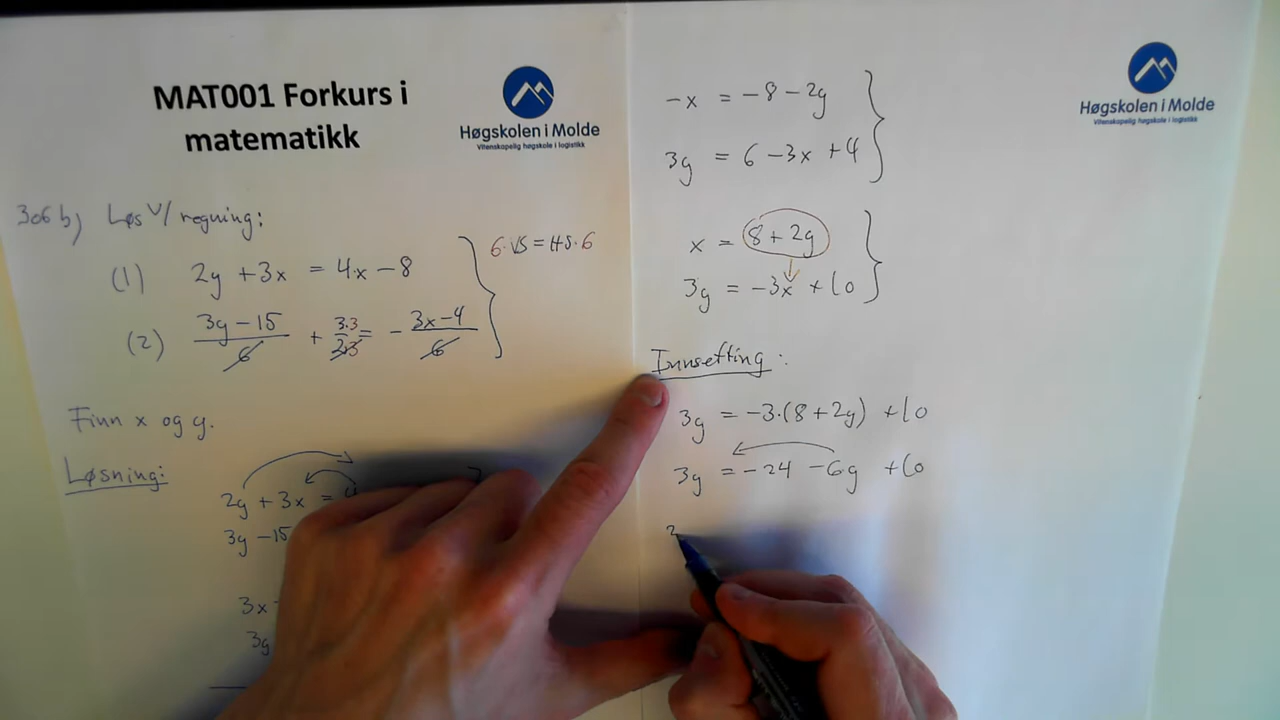 MAT001 Forkurs i
matematikk
Høgskolen i Molde
Vitenskapelig høgskole i logistikk
306 b) Løs v/ regning:
(1) 2y + 3x = 4x - 8
6·VS = HS·6
(2) (3y - 15)/6 + (3·3)/(2·3) = - (3x - 4)/6
Finn x og y.
Løsning:
2y + 3x =
3y - 15
3x
3y
-x = -8 - 2y
3y = 6 - 3x + 4
x = 8 + 2y
3y = -3x + 10
Innsetting:
3y = -3·(8 + 2y) + 10
3y = -24 - 6y + 10
Høgskolen i Molde
Vitenskapelig høgskole i logistikk